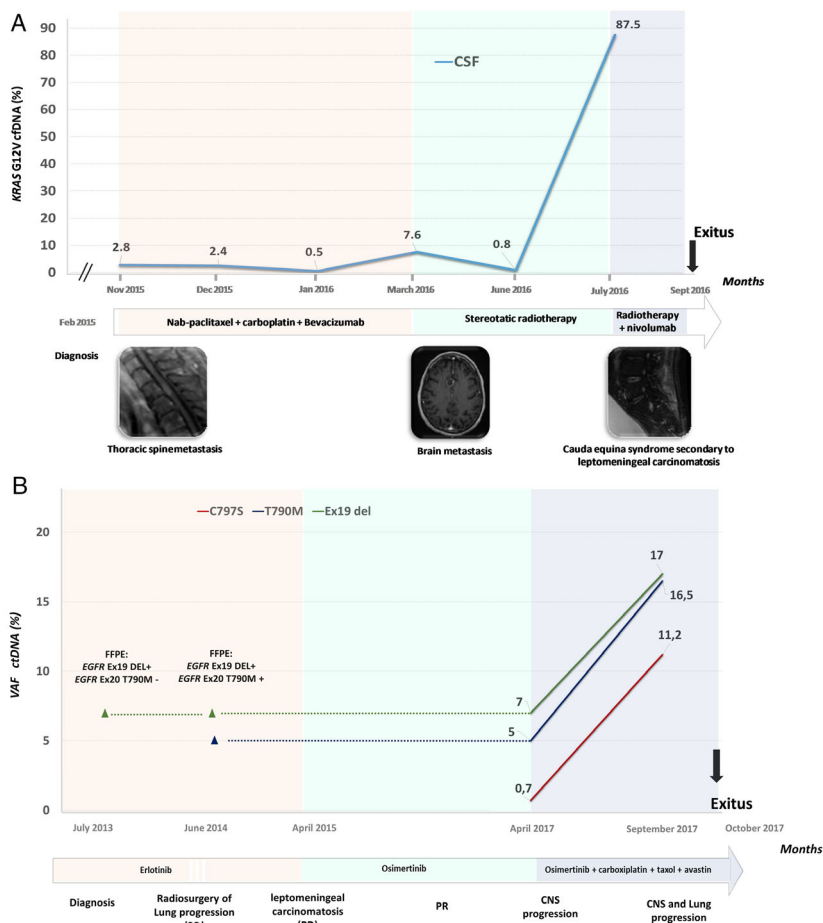 A
KRAS G12V cfDNA (%)
90
80
70
60
50
40
30
20
10
0
CSF
2.8
2.4
0.5
7.6
0.8
87.5
Exitus
Nov 2015
Dec 2015
Jan 2016
March 2016
June 2016
July 2016
Sept 2016
Months
Feb 2015
Nab-paclitaxel + carboplatin + Bevacizumab
Stereotatic radiotherapy
Radiotherapy
+ nivolumab
Diagnosis
Thoracic spinemetastasis
Brain metastasis
Cauda equina syndrome secondary to
leptomeningeal carcinomatosis
B
VAF ctDNA (%)
C797S
T790M
Ex19 del
20
15
10
5
0
FFPE:
EGFR Ex19 DEL+
EGFR Ex20 T790M -
FFPE:
EGFR Ex19 DEL+
EGFR Ex20 T790M +
7
5
0,7
17
16,5
11,2
Exitus
July 2013
June 2014
April 2015
April 2017
September 2017
October 2017
Months
Erlotinib
Osimertinib
Osimertinib + carboxiplatin + taxol + avastin
Diagnosis
Radiosurgery of
Lung progression
leptomeningeal
carcinomatosis
PR
CNS
progression
CNS and Lung
progression